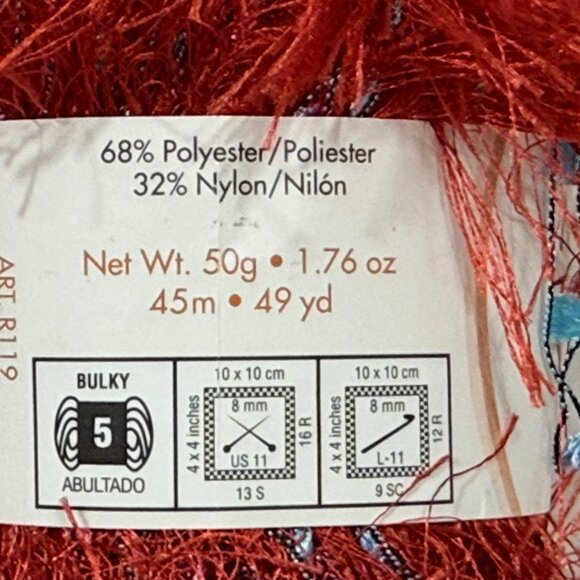 68% Polyester/Poliester
32% Nylon/Nilón
Net Wt. 50g • 1.76 oz
45m • 49 yd
ART. R119
BULKY
5
ABULTADO
10 x 10 cm
4 x 4 inches
8 mm
US 11
16 R
13 S
10 x 10 cm
4 x 4 inches
8 mm
L-11
12 R
9 SC